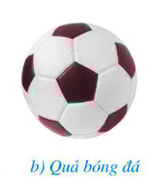 b) Quả bóng đá